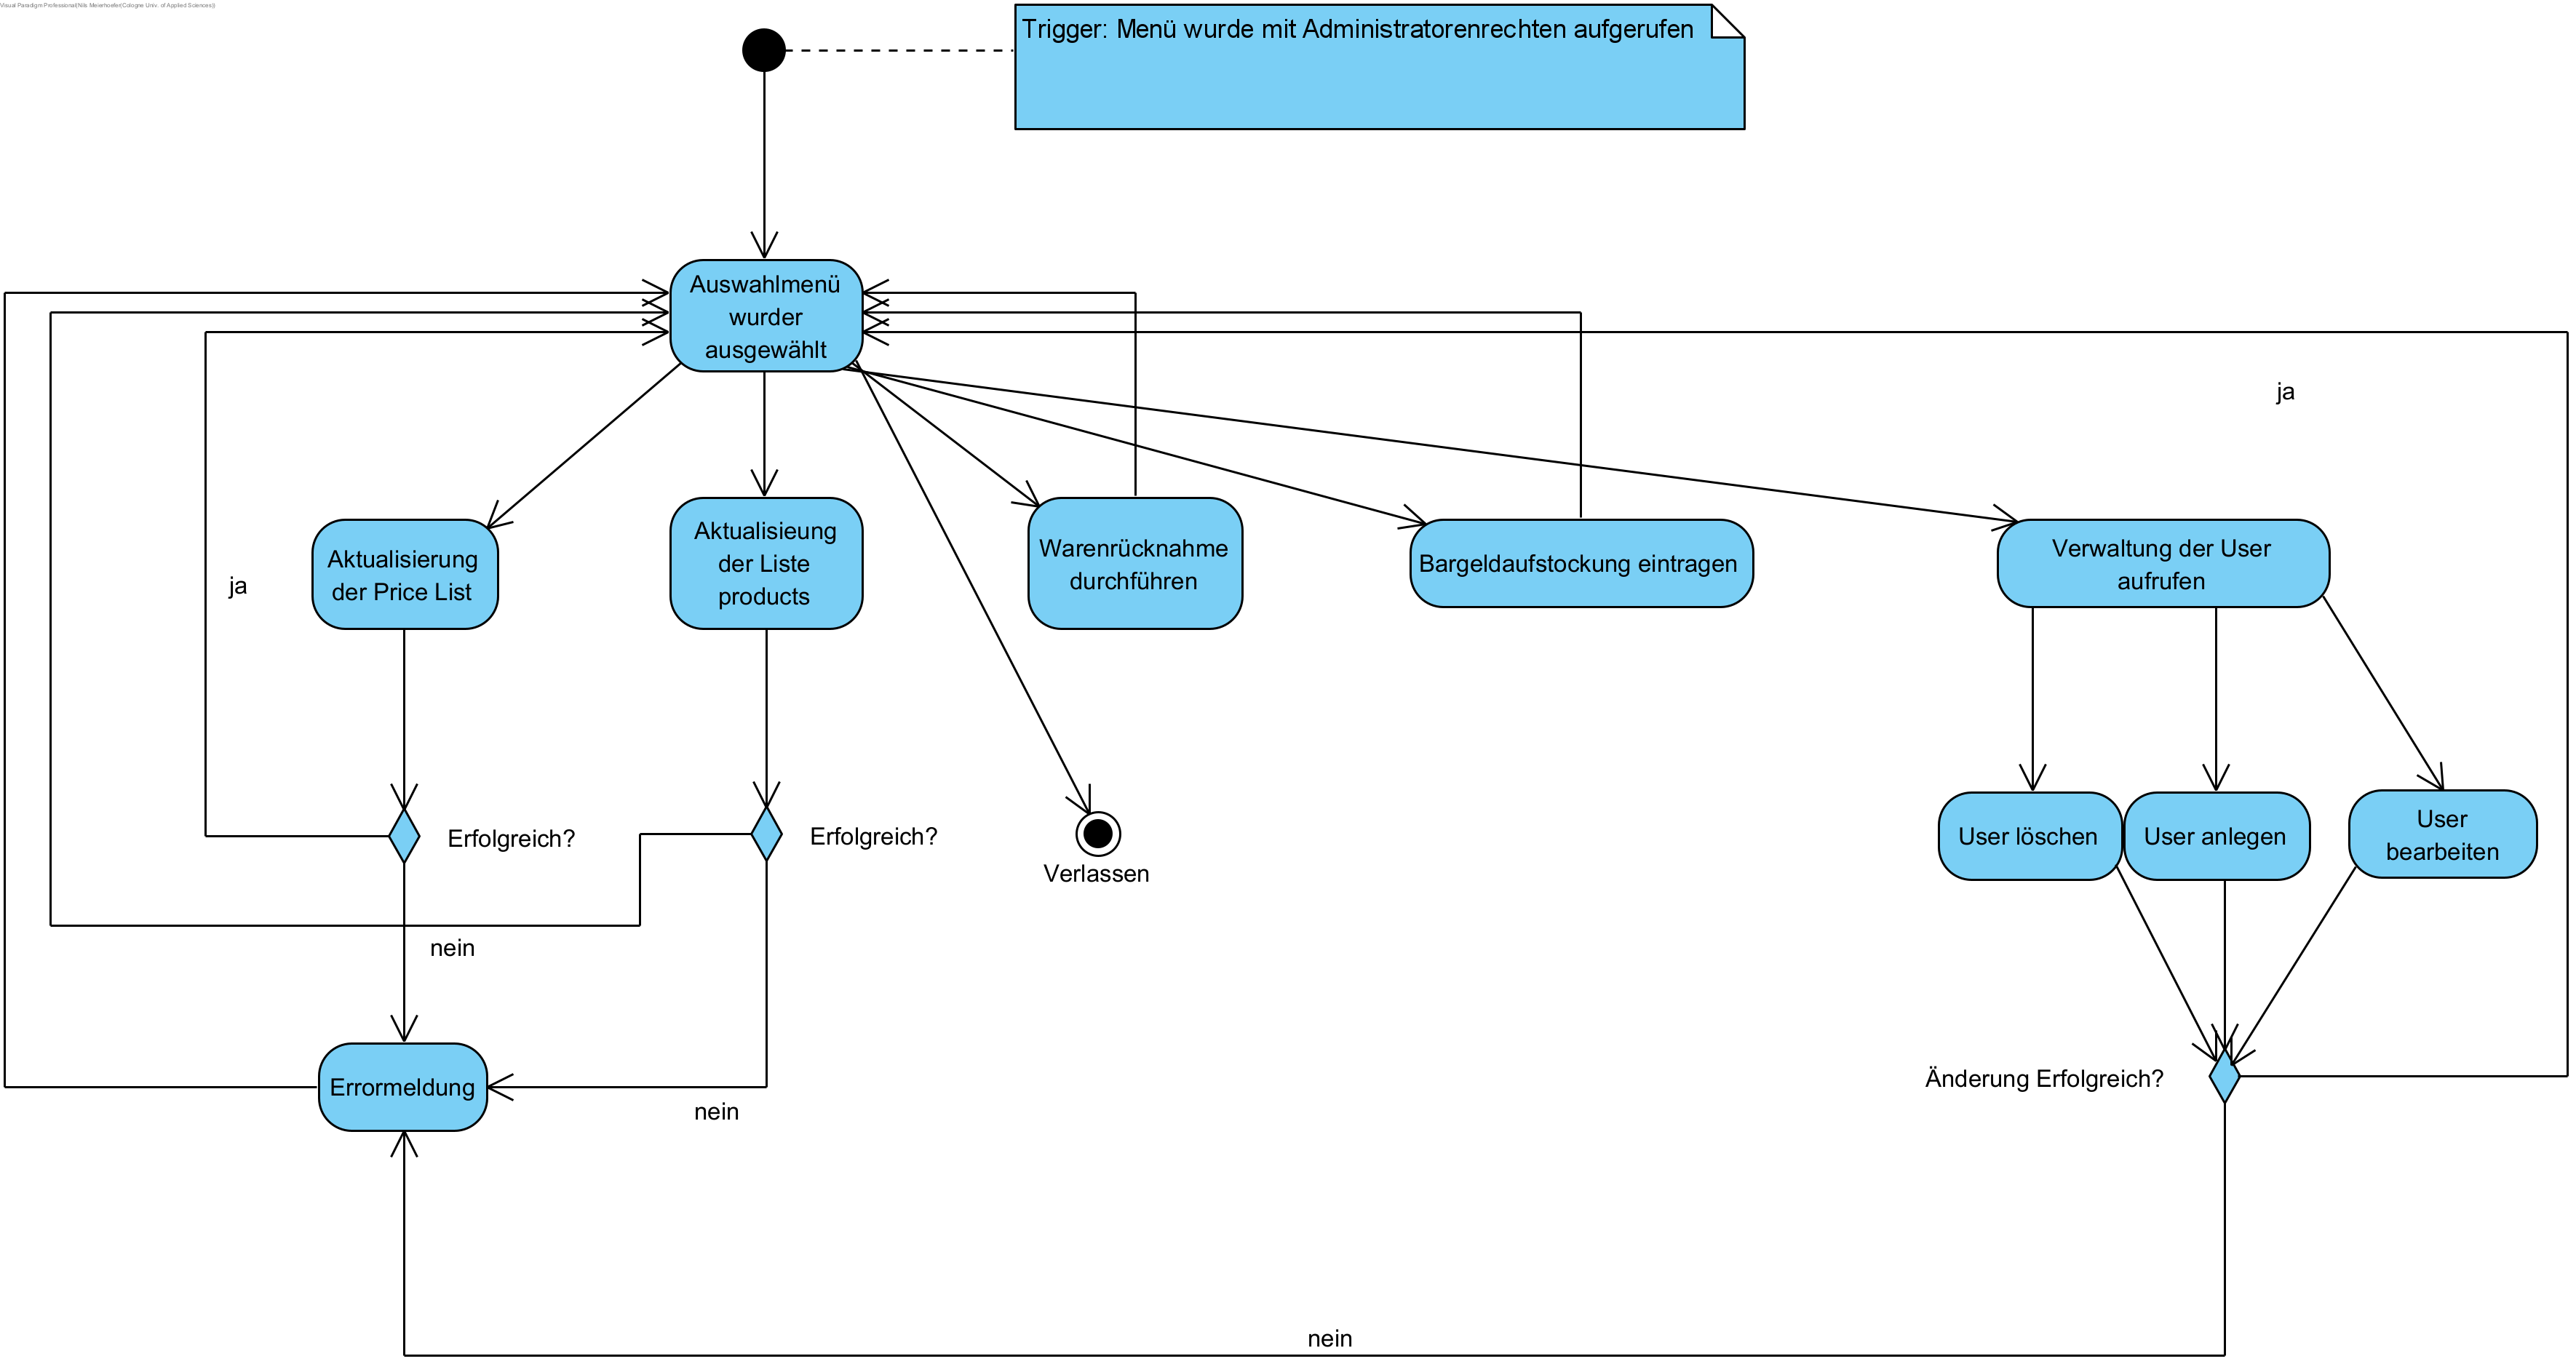 Visual Paradigm Professional(Nils Meierhoefer(Cologne Univ. of Applied Sciences))
Trigger: Menü wurde mit Administratorenrechten aufgerufen
Auswahlmenü
wurder
ausgewählt
ja
Aktualisierung
der Price List
Aktualisieung
der Liste
products
Warenrücknahme
durchführen
Bargeldaufstockung eintragen
Verwaltung der User
aufrufen
ja
Erfolgreich?
Erfolgreich?
Verlassen
User löschen
User anlegen
User
bearbeiten
nein
Errormeldung
nein
Änderung Erfolgreich?
nein